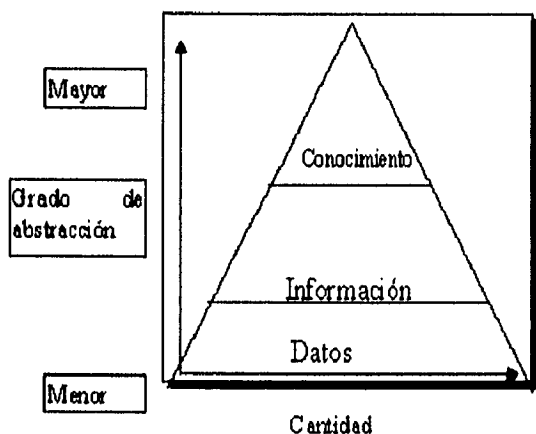 Mayor
Conocimiento
Grado de
abstracción
Información
Datos
Menor
Cantidad